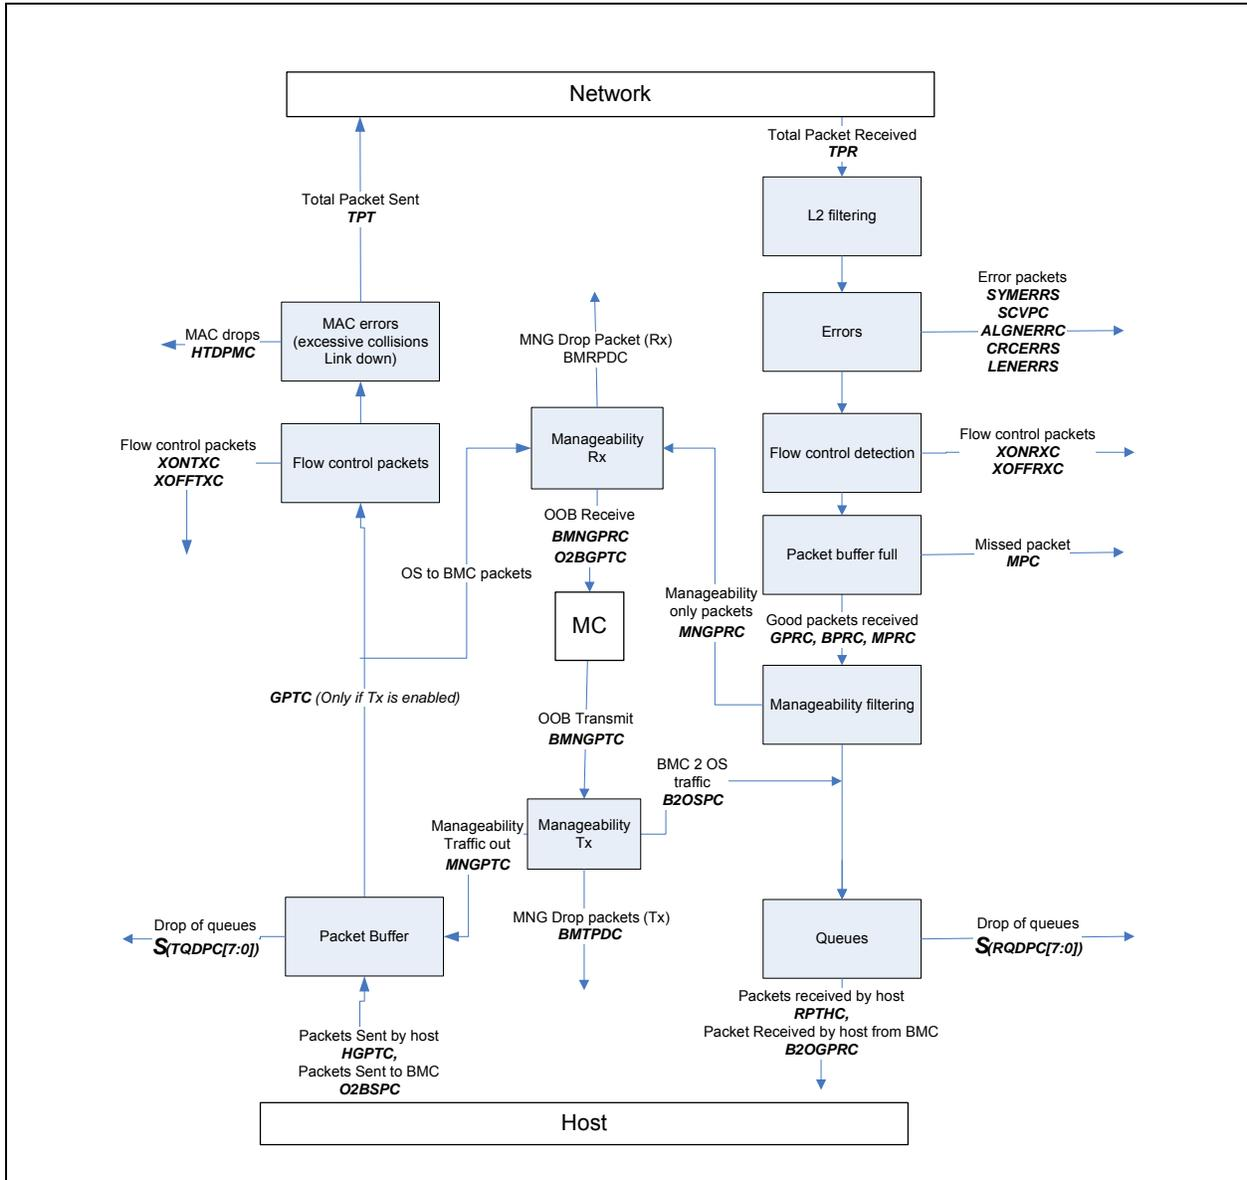 Network
Total Packet Received
TPR
Total Packet Sent
TPT
L2 filtering
Error packets
SYMERRS
SCVPC
ALGNERRC
CRCERRS
LENERRS
Errors
MAC drops
HTDPMC
MAC errors
(excessive collisions
Link down)
MNG Drop Packet (Rx)
BMRPDC
Flow control packets
XONTXC
XOFFTXC
Flow control packets
Manageability
Rx
Flow control detection
Flow control packets
XONRXC
XOFFRXC
OOB Receive
BMNGPRC
O2BGPTC
Packet buffer full
Missed packet
MPC
OS to BMC packets
MC
Manageability
only packets
MNGPRC
Good packets received
GPRC, BPRC, MPRC
GPTC (Only if Tx is enabled)
Manageability filtering
OOB Transmit
BMNGPTC
BMC 2 OS
traffic
B2OSPC
Manageability
Traffic out
MNGPTC
Manageability
Tx
MNG Drop packets (Tx)
BMTPDC
Drop of queues
S(TQDPC[7:0])
Packet Buffer
Queues
Drop of queues
S(RQDPC[7:0])
Packets Sent by host
HGPTC,
Packets Sent to BMC
O2BSPC
Packets received by host
RPTHC,
Packet Received by host from BMC
B2OGPRC
Host